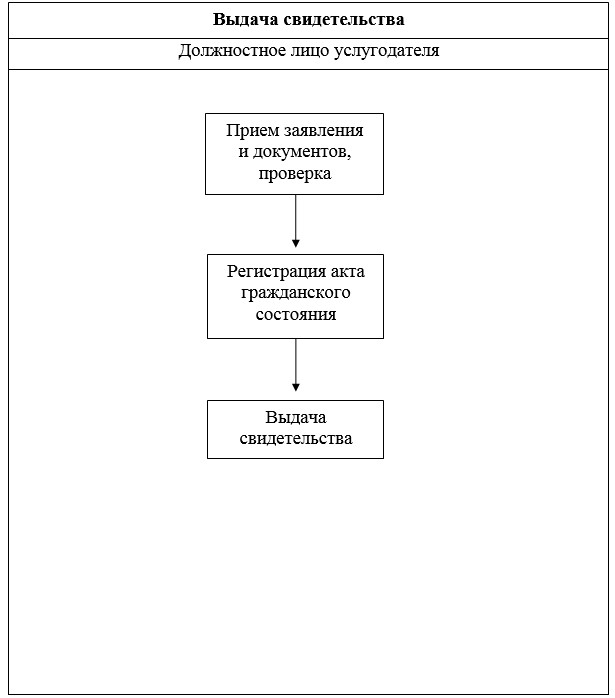 Выдача свидетельства
Должностное лицо услугодателя
Прием заявления
и документов,
проверка
Регистрация акта
гражданского
состояния
Выдача
свидетельства